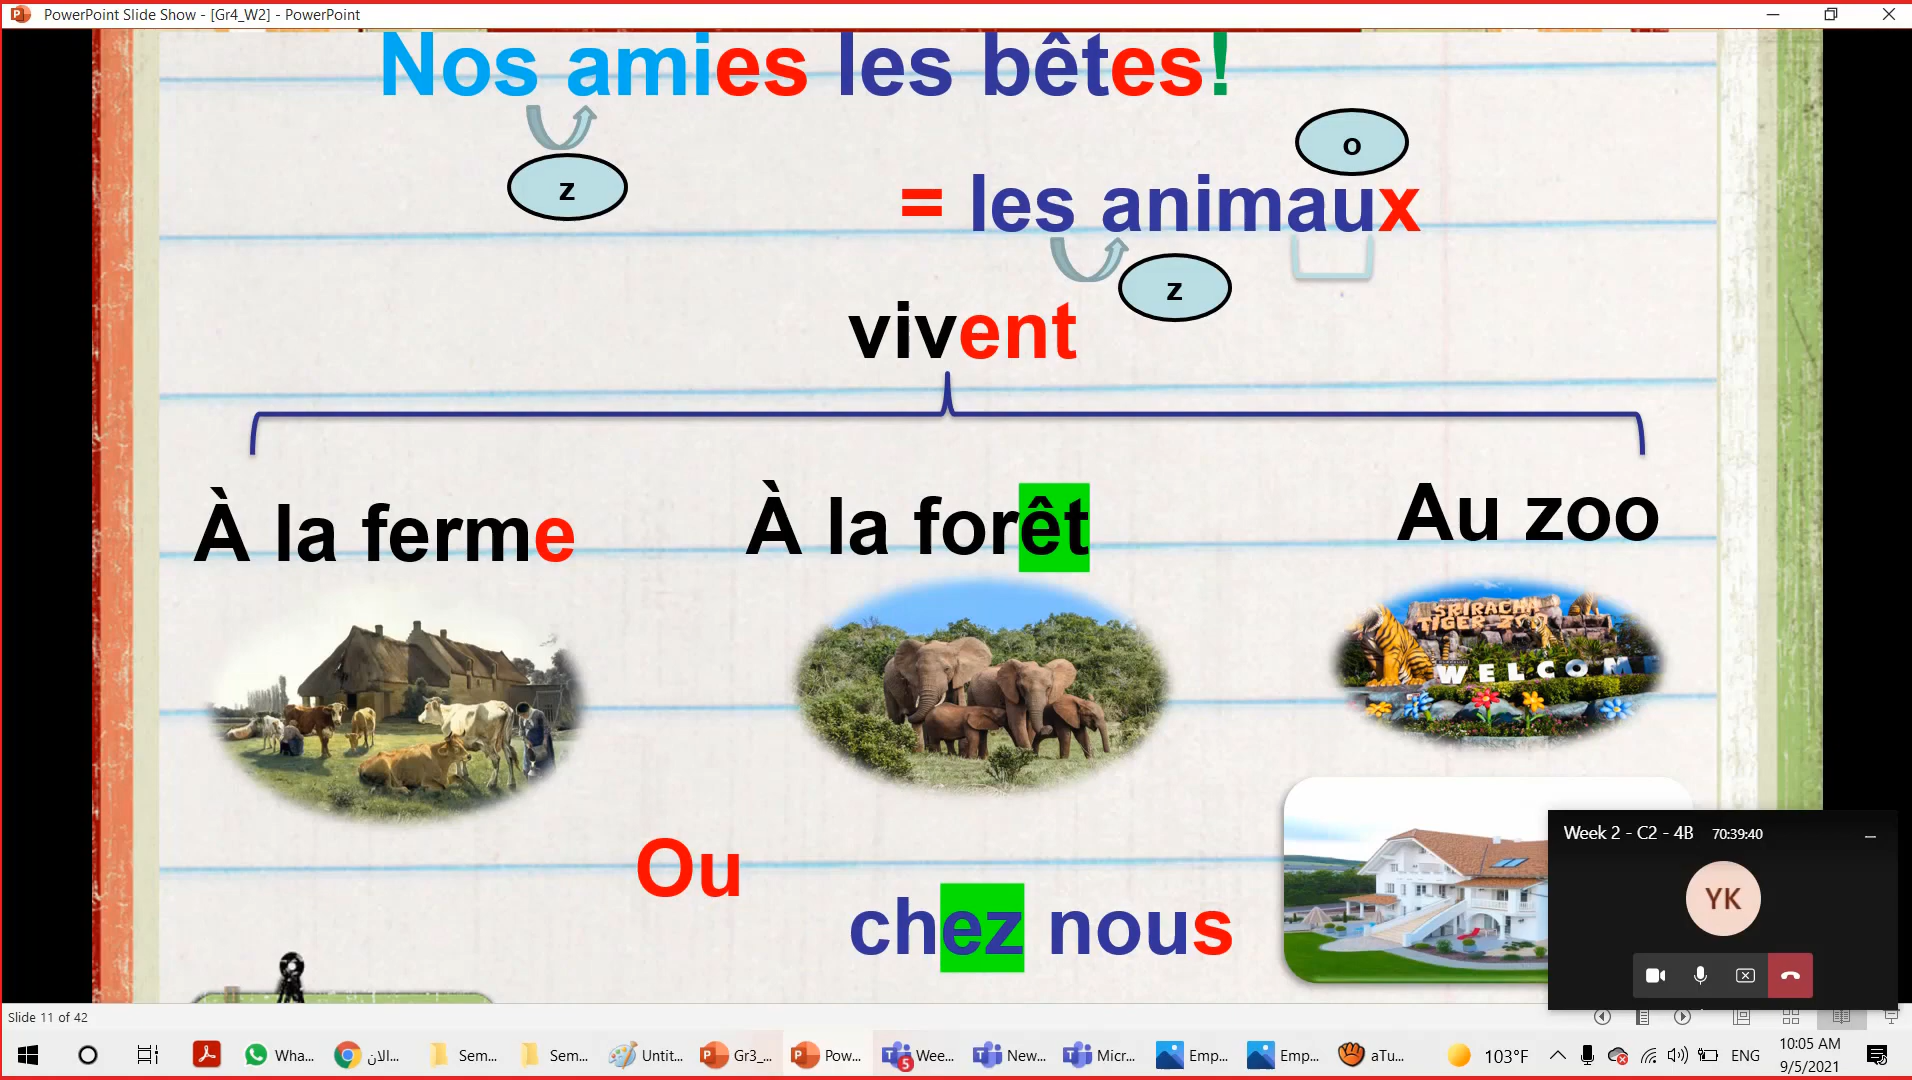 PowerPoint Slide Show - [Gr4_W2] - PowerPoint
Nos amies les bêtes!
z
o
= les animaux
z
vivent
À la ferme
À la forêt
Au zoo
SRIRACHA
TIGER ZOO
WELCOME
Ou
chez nous
Week 2 - C2 - 4B 70:39:40
YK
Slide 11 of 42
Wha...
الان...
Sem...
Sem...
Untit...
Gr3_...
Pow...
5
Wee...
New...
Micr...
Emp...
Emp...
aTu...
103°F
ENG
10:05 AM
9/5/2021